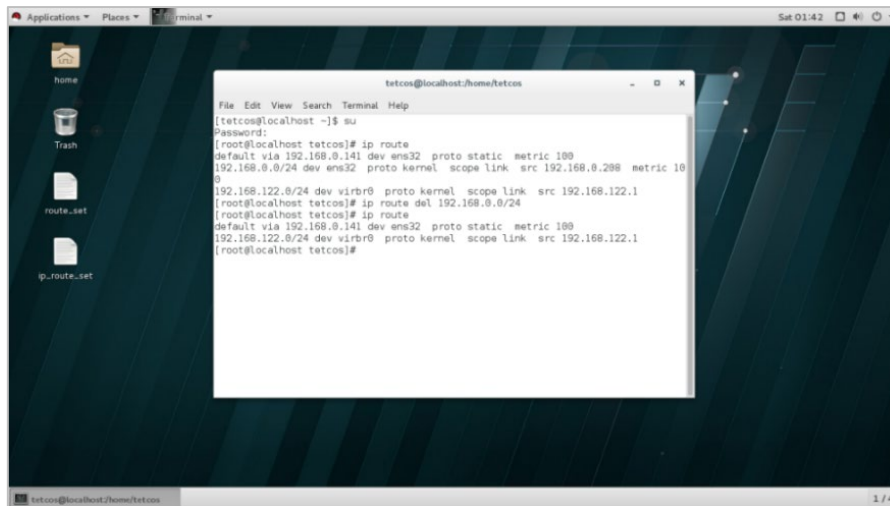 Applications Places Terminal Sat 01:42
home
Trash
route_set
ip_route_set
tetcos@localhost:/home/tetcos
File Edit View Search Terminal Help
[tetcos@localhost ~]$ su
Password:
[root@localhost tetcos]# ip route
default via 192.168.0.141 dev ens32  proto static  metric 100
192.168.0.0/24 dev ens32  proto kernel  scope link  src 192.168.0.208  metric 10
0
192.168.122.0/24 dev virbr0  proto kernel  scope link  src 192.168.122.1
[root@localhost tetcos]# ip route del 192.168.0.0/24
[root@localhost tetcos]# ip route
default via 192.168.0.141 dev ens32  proto static  metric 100
192.168.122.0/24 dev virbr0  proto kernel  scope link  src 192.168.122.1
[root@localhost tetcos]#
tetcos@localhost:/home/tetcos 1 / 4